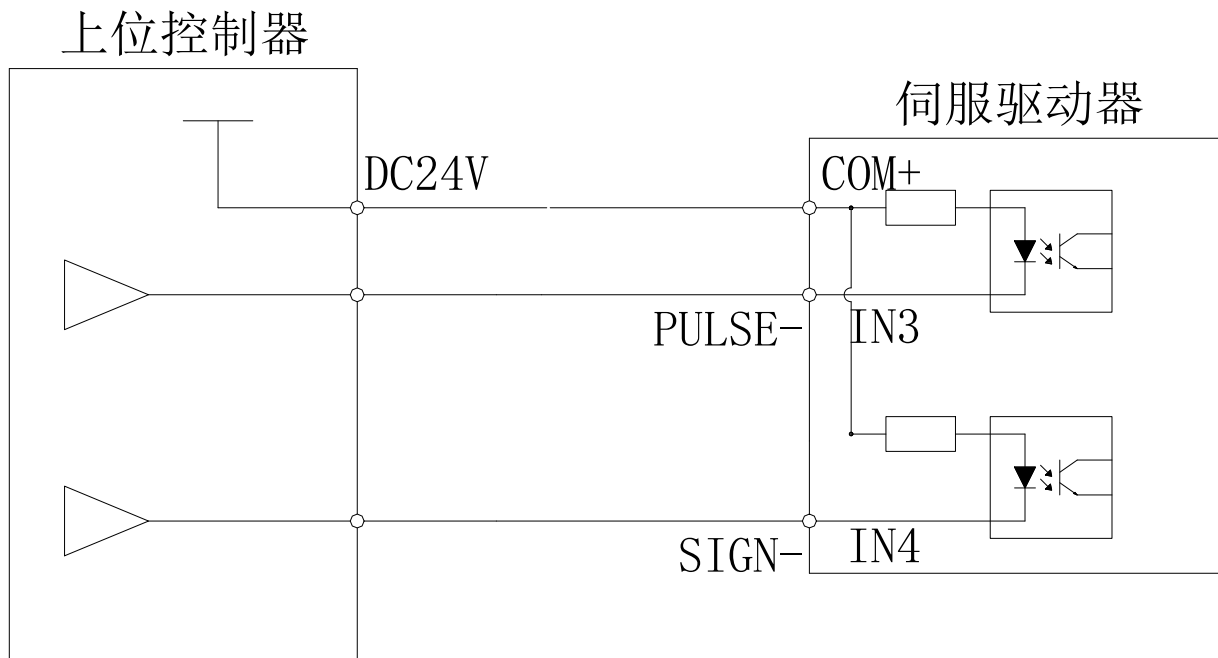 上位控制器
伺服驱动器
DC24V
COM+
PULSE-
IN3
SIGN-
IN4